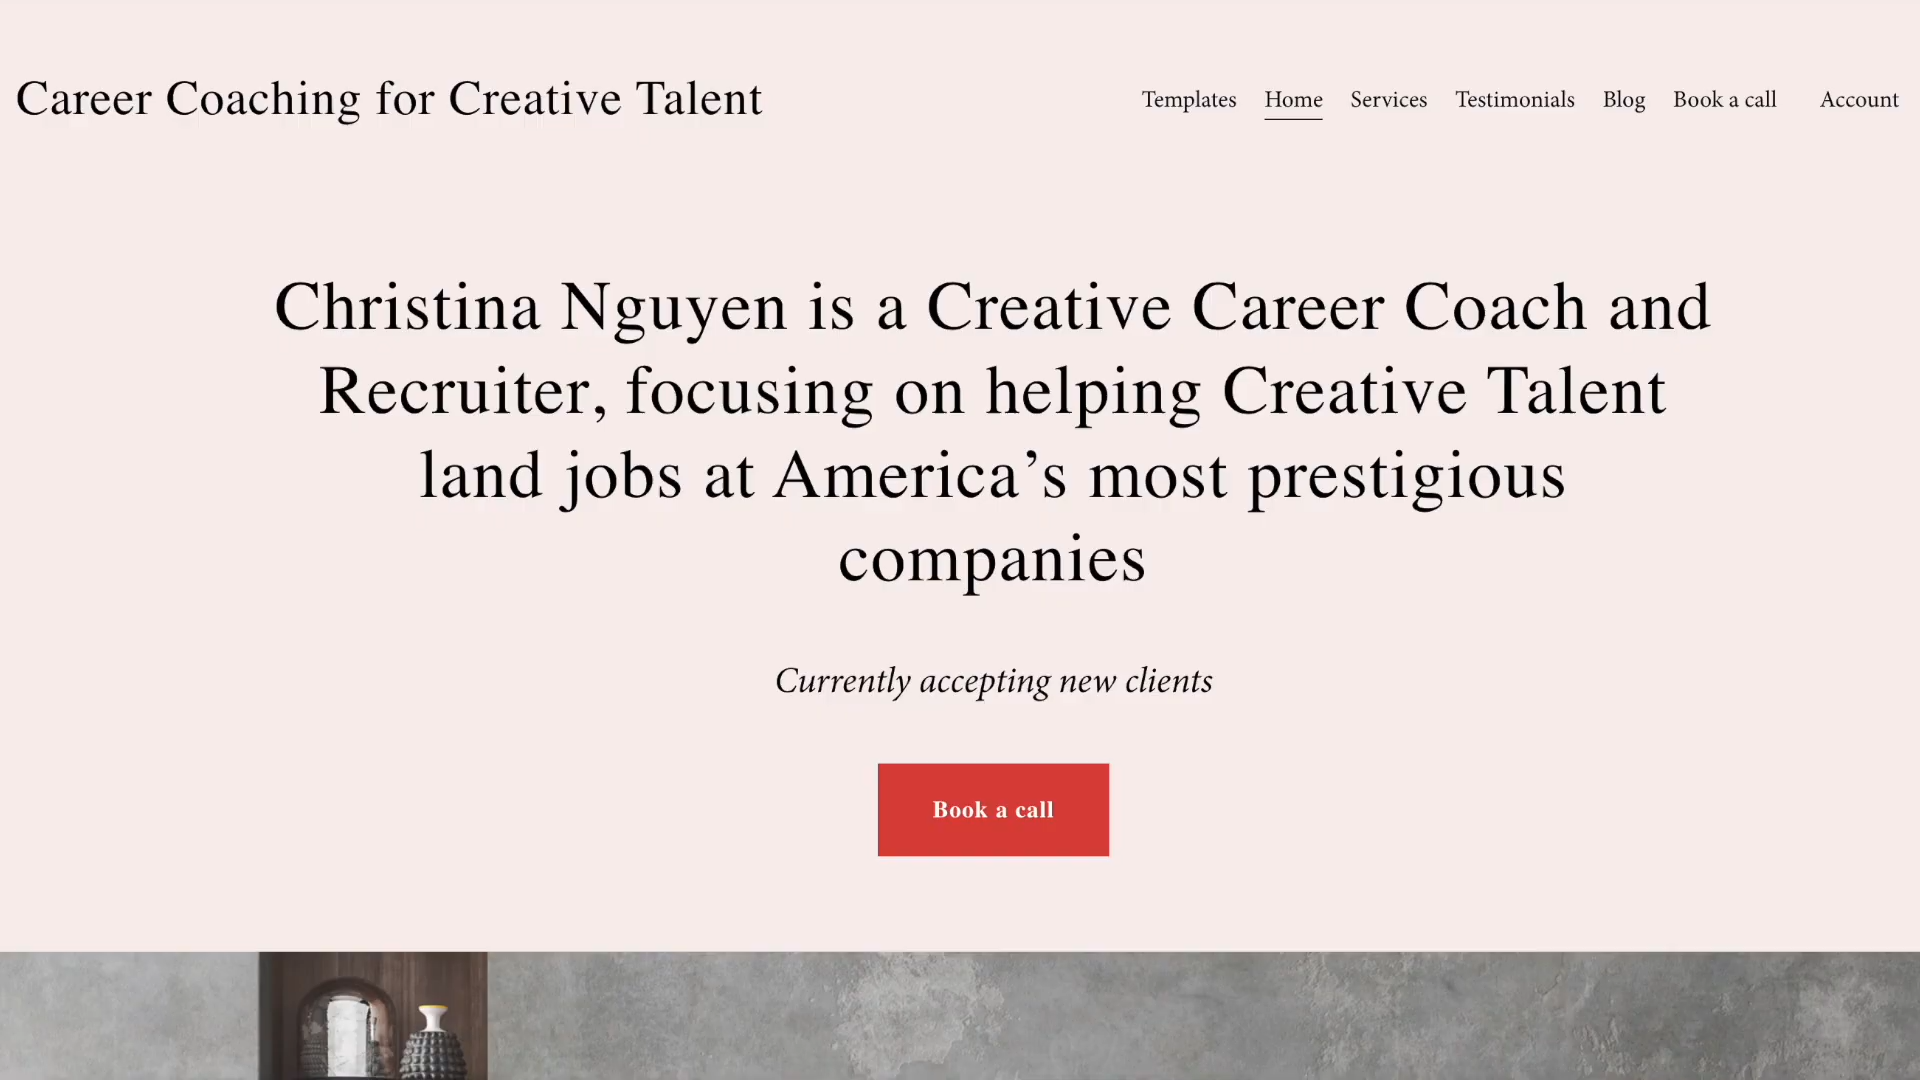 Career Coaching for Creative Talent
Templates Home Services Testimonials Blog Book a call Account
Christina Nguyen is a Creative Career Coach and
Recruiter, focusing on helping Creative Talent
land jobs at America’s most prestigious
companies
Currently accepting new clients
Book a call